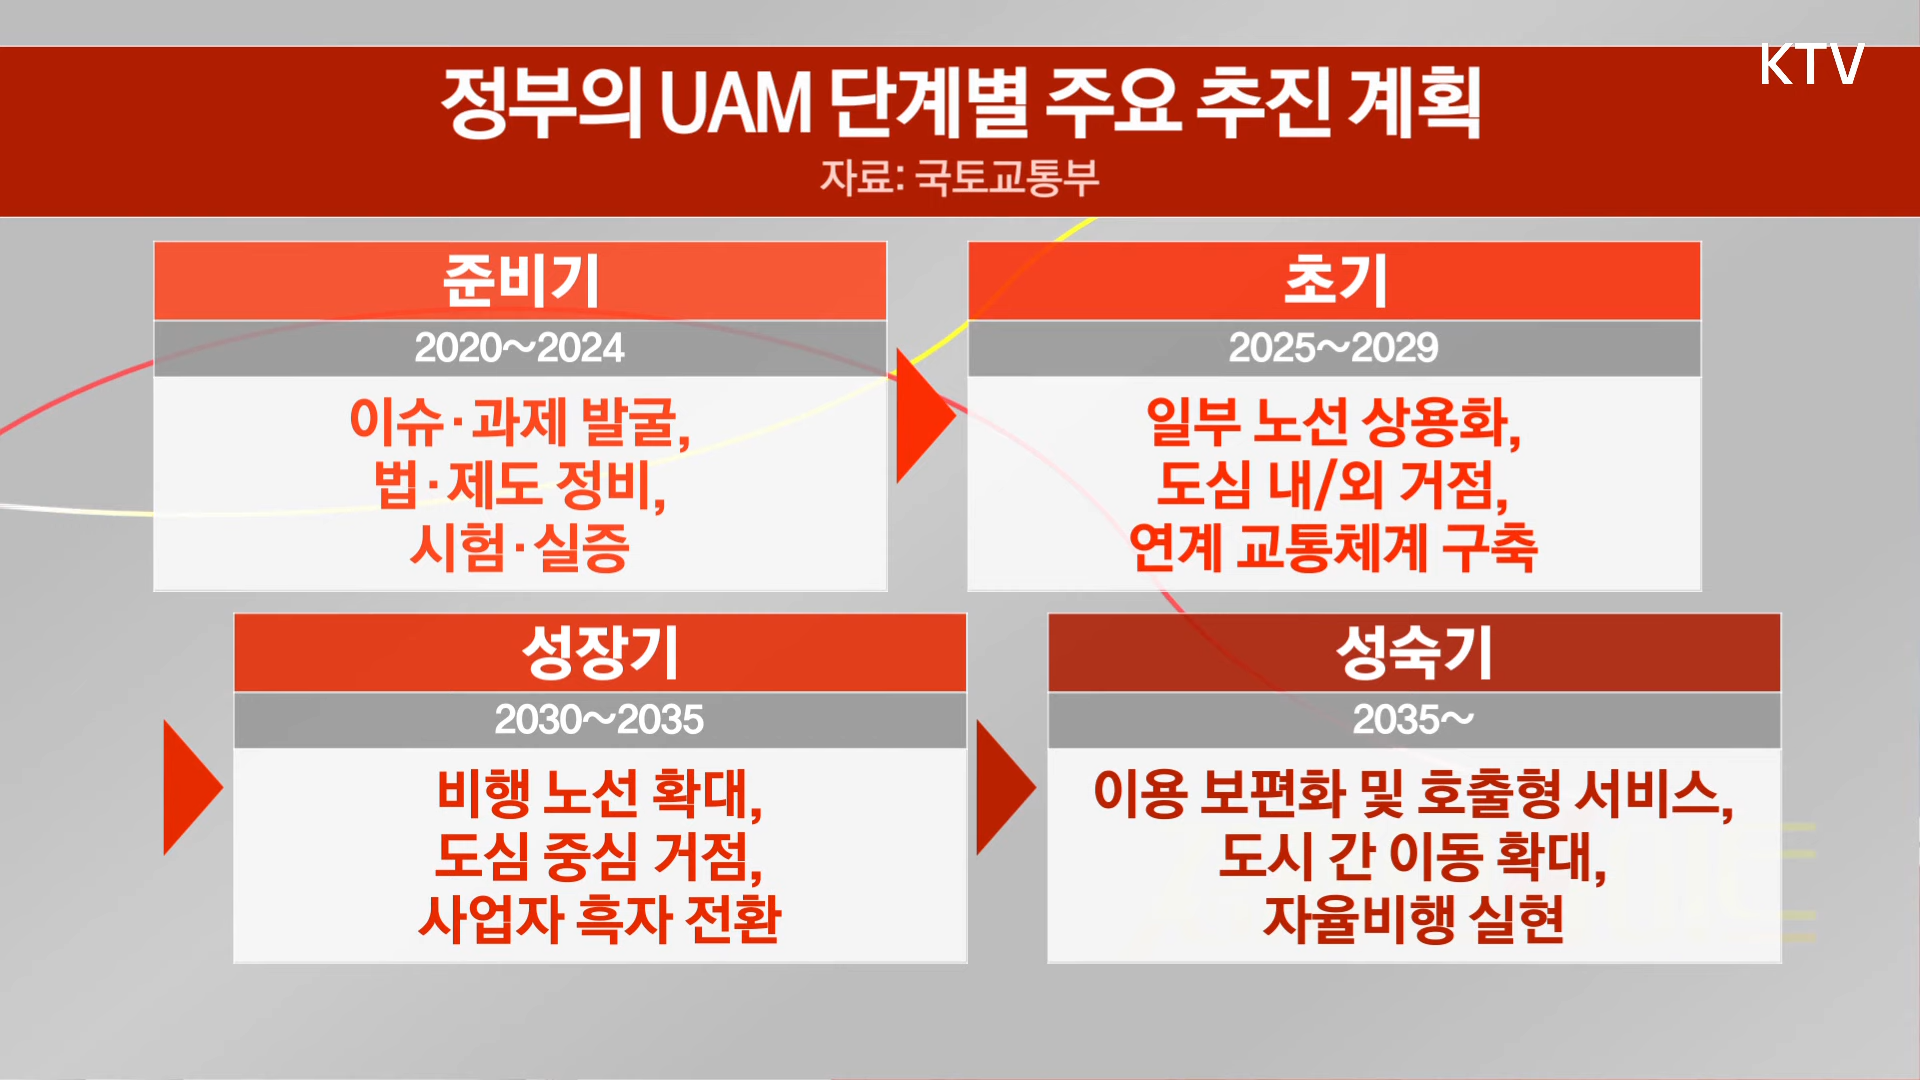 KTV
정부의 UAM 단계별 주요 추진 계획
자료: 국토교통부
준비기
2020~2024
이슈·과제 발굴,
법·제도 정비,
시험·실증
초기
2025~2029
일부 노선 상용화,
도심 내/외 거점,
연계 교통체계 구축
성장기
2030~2035
비행 노선 확대,
도심 중심 거점,
사업자 흑자 전환
성숙기
2035~
이용 보편화 및 호출형 서비스,
도시 간 이동 확대,
자율비행 실현